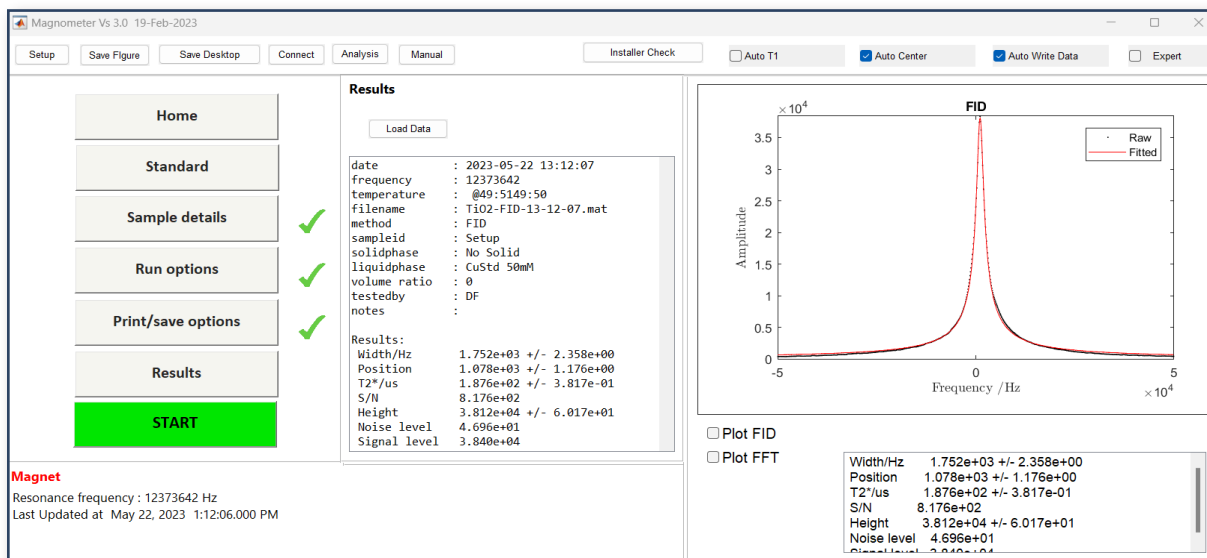 Magnometer Vs 3.0 19-Feb-2023
Setup
Save FIgure
Save Desktop
Connect
Analysis
Manual
Installer Check
Auto T1
Auto Center
Auto Write Data
Expert
Home
Standard
Sample details
Run options
Print/save options
Results
START
Magnet
Resonance frequency : 12373642 Hz
Last Updated at May 22, 2023 1:12:06.000 PM
Results
Load Data
date : 2023-05-22 13:12:07
frequency : 12373642
temperature : @49:5149:50
filename : TiO2-FID-13-12-07.mat
method : FID
sampleid : Setup
solidphase : No Solid
liquidphase : CuStd 50mM
volume ratio : 0
testedby : DF
notes :
Results:
Width/Hz 1.752e+03 +/- 2.358e+00
Position 1.078e+03 +/- 1.176e+00
T2*/us 1.876e+02 +/- 3.817e-01
S/N 8.176e+02
Height 3.812e+04 +/- 6.017e+01
Noise level 4.696e+01
Signal level 3.840e+04
FID
×10^4
3.5
3
2.5
2
1.5
1
0.5
0
Amplitude
Raw
Fitted
-5 0 5
Frequency /Hz
×10^4
Plot FID
Plot FFT
Width/Hz 1.752e+03 +/- 2.358e+00
Position 1.078e+03 +/- 1.176e+00
T2*/us 1.876e+02 +/- 3.817e-01
S/N 8.176e+02
Height 3.812e+04 +/- 6.017e+01
Noise level 4.696e+01
Signal level 3.840e+04